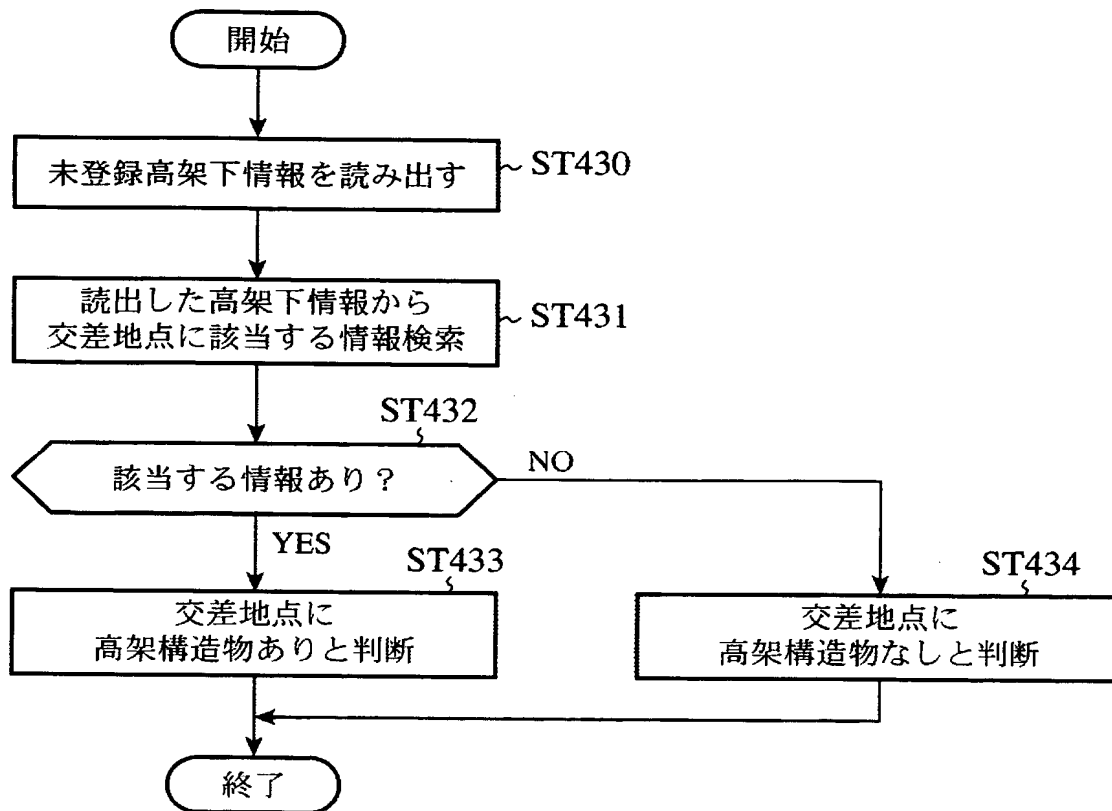 開始
未登録高架下情報を読み出す
ST430
読出した高架下情報から
交差地点に該当する情報検索
ST431
ST432
該当する情報あり?
NO
YES
ST433
交差地点に
高架構造物ありと判断
ST434
交差地点に
高架構造物なしと判断
終了